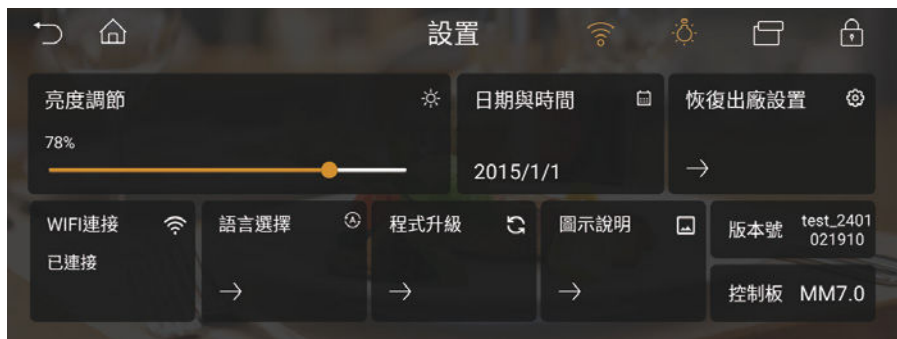 設置
亮度調節
78%
日期與時間
2015/1/1
恢復出廠設置
WIFI連接
已連接
語言選擇
程式升級
圖示說明
版本號 test_2401
021910
控制板 MM7.0